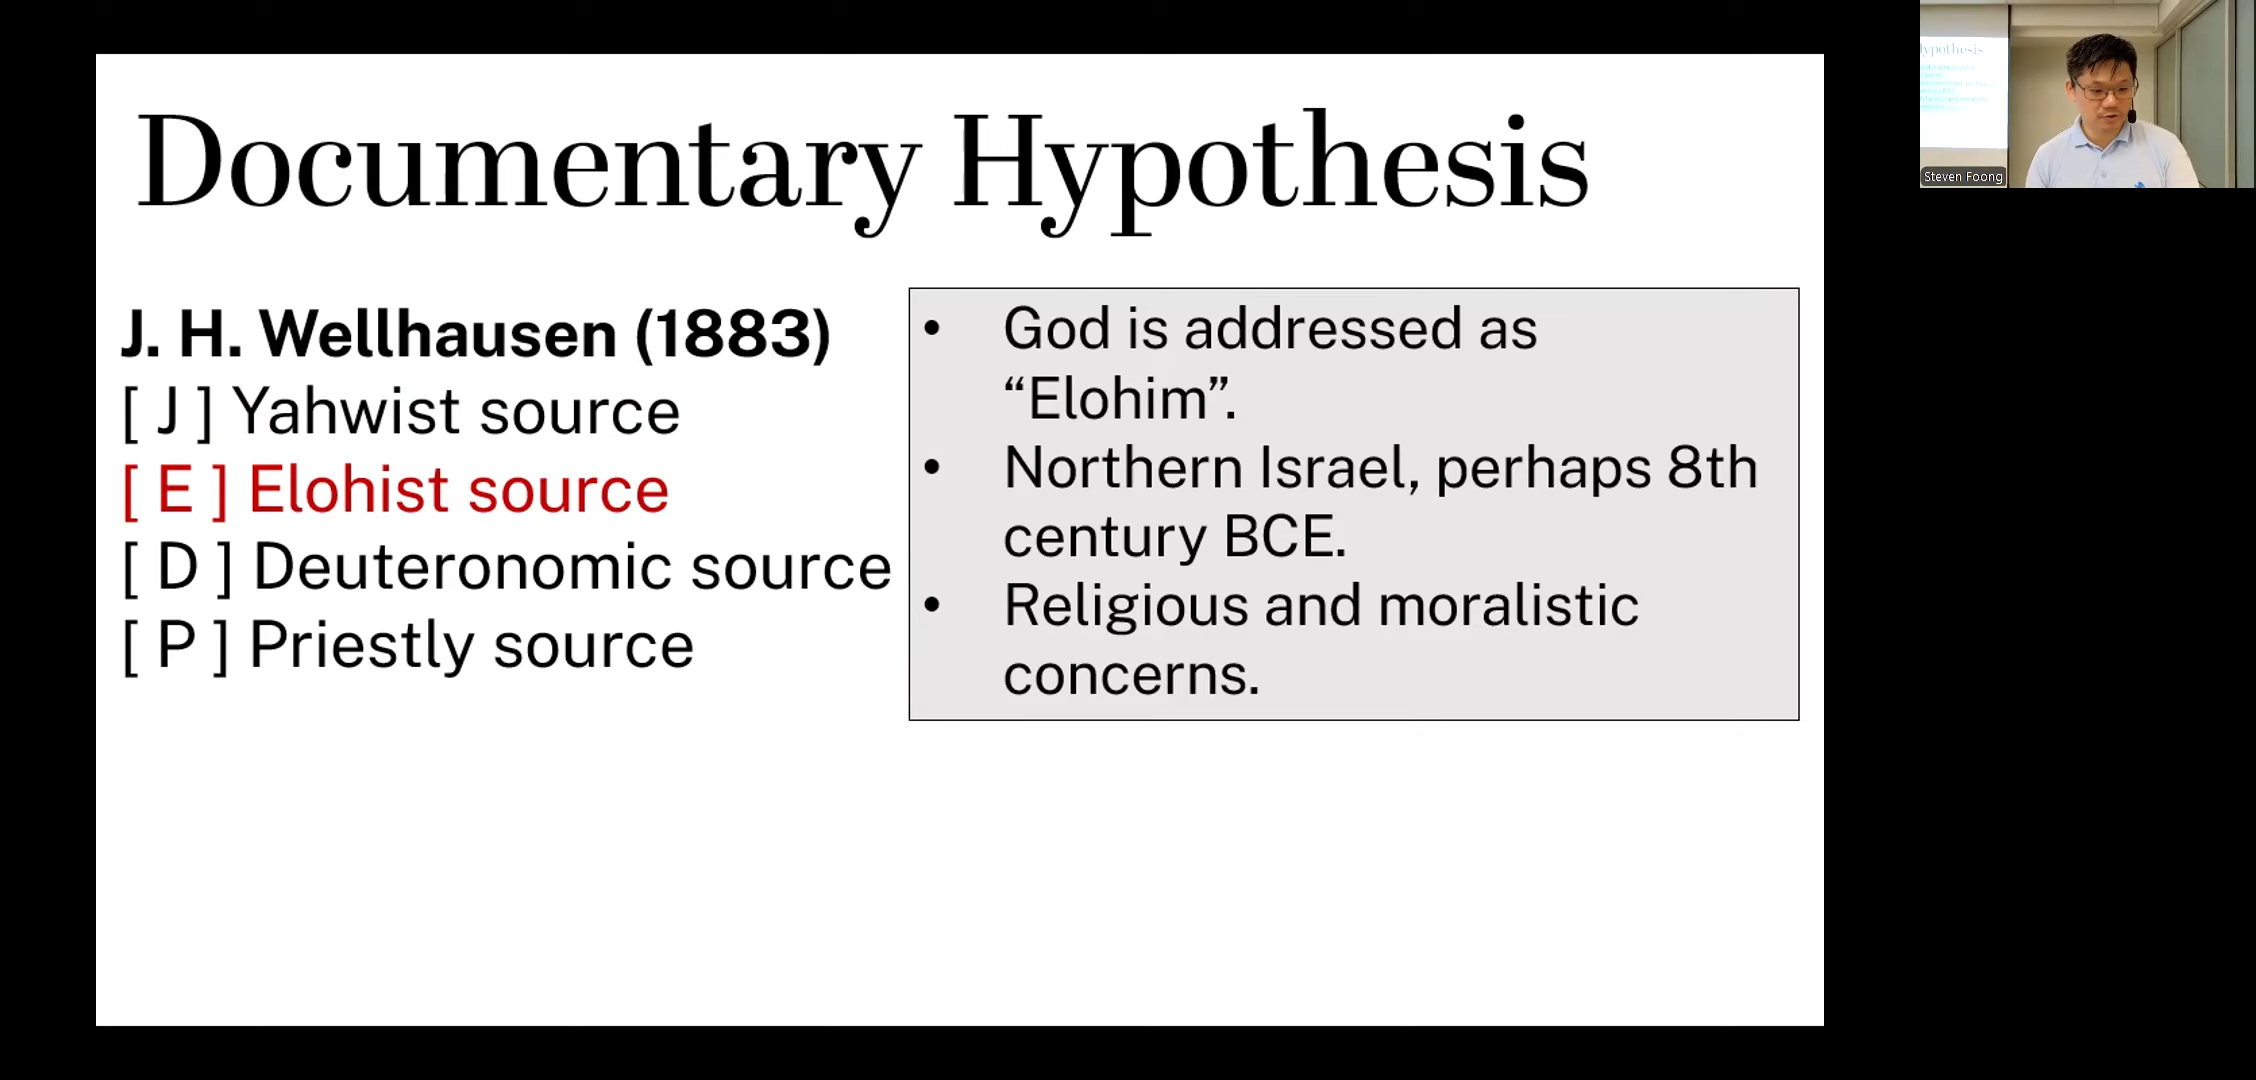 Documentary Hypothesis
J. H. Wellhausen (1883)
[ J ] Yahwist source
[ E ] Elohist source
[ D ] Deuteronomic source
[ P ] Priestly source
• God is addressed as
“Elohim”.
• Northern Israel, perhaps 8th
century BCE.
• Religious and moralistic
concerns.
ypothesis
Steven Foong